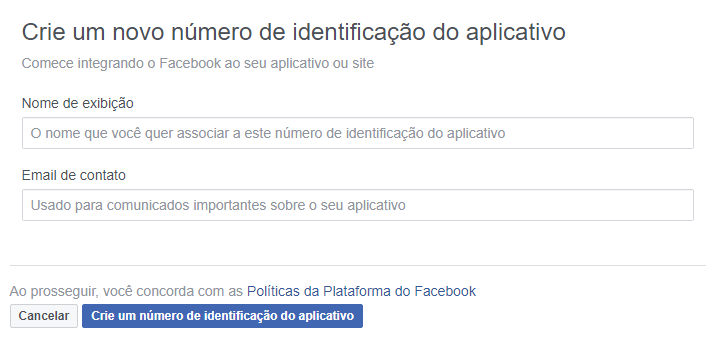 Crie um novo número de identificação do aplicativo
Comece integrando o Facebook ao seu aplicativo ou site
Nome de exibição
O nome que você quer associar a este número de identificação do aplicativo
Email de contato
Usado para comunicados importantes sobre o seu aplicativo
Ao prosseguir, você concorda com as Políticas da Plataforma do Facebook
Cancelar Crie um número de identificação do aplicativo